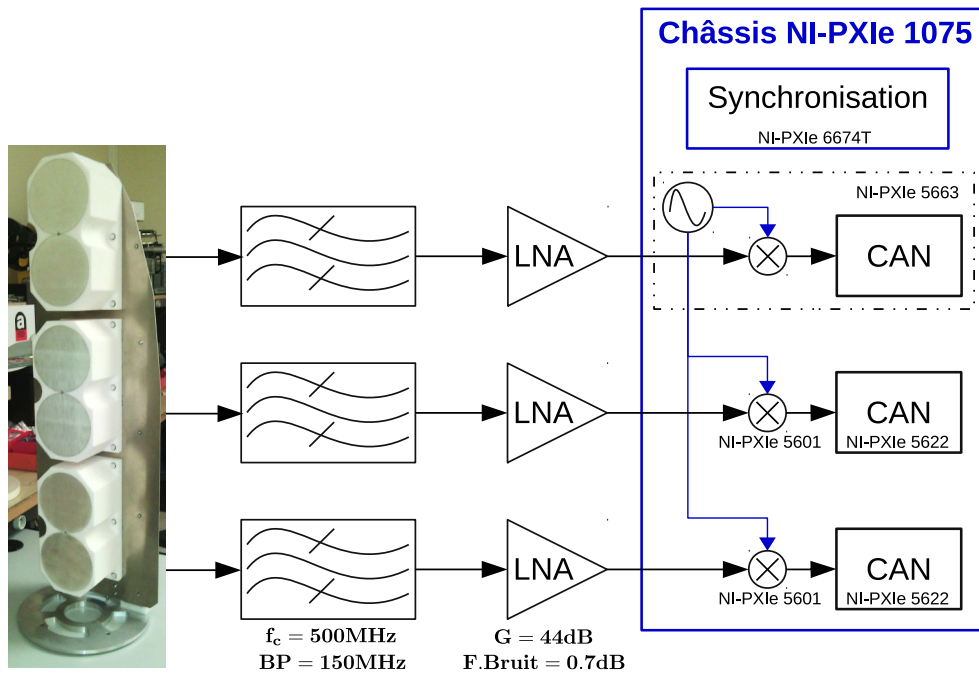 Châssis NI-PXIe 1075
Synchronisation
NI-PXIe 6674T
NI-PXIe 5663
LNA
CAN
LNA
CAN
NI-PXIe 5601
NI-PXIe 5622
LNA
CAN
NI-PXIe 5601
NI-PXIe 5622
f_c = 500MHz
BP = 150MHz
G = 44dB
F.Bruit = 0.7dB
a